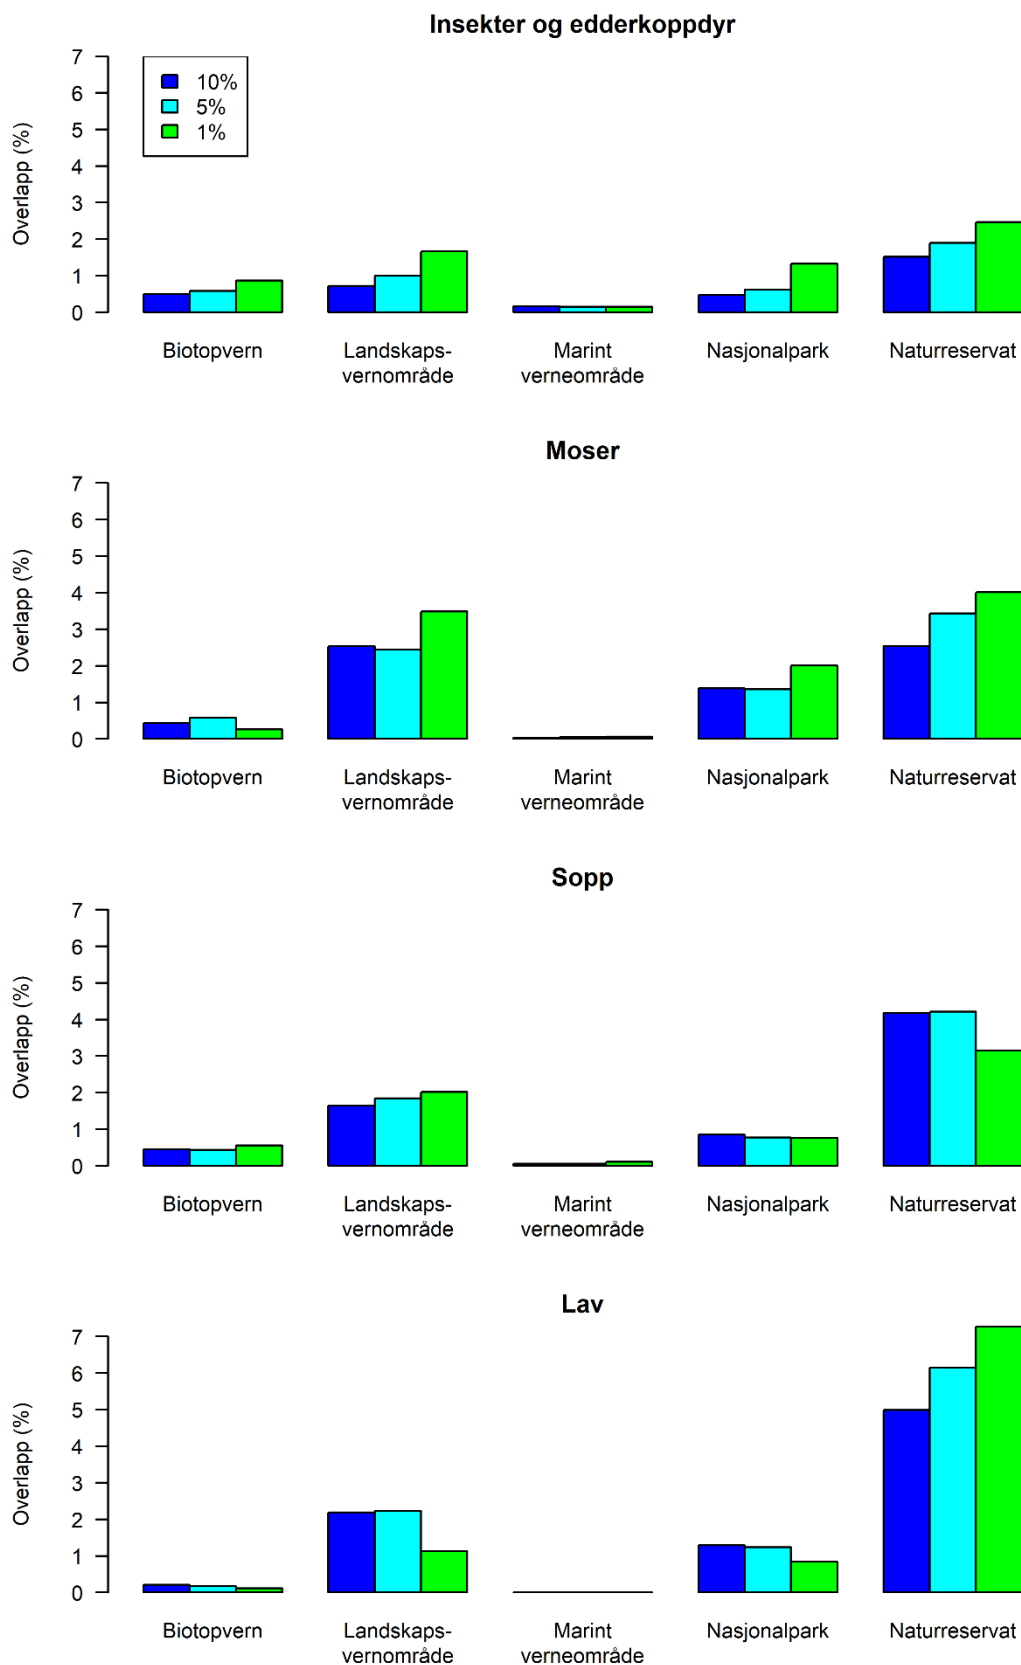 Insekter og edderkoppdyr
Overlapp (%)
7
6
5
4
3
2
1
0
10%
5%
1%
Biotopvern
Landskaps-
vernområde
Marint
verneområde
Nasjonalpark
Naturreservat
Moser
Overlapp (%)
7
6
5
4
3
2
1
0
Biotopvern
Landskaps-
vernområde
Marint
verneområde
Nasjonalpark
Naturreservat
Sopp
Overlapp (%)
7
6
5
4
3
2
1
0
Biotopvern
Landskaps-
vernområde
Marint
verneområde
Nasjonalpark
Naturreservat
Lav
Overlapp (%)
7
6
5
4
3
2
1
0
Biotopvern
Landskaps-
vernområde
Marint
verneområde
Nasjonalpark
Naturreservat